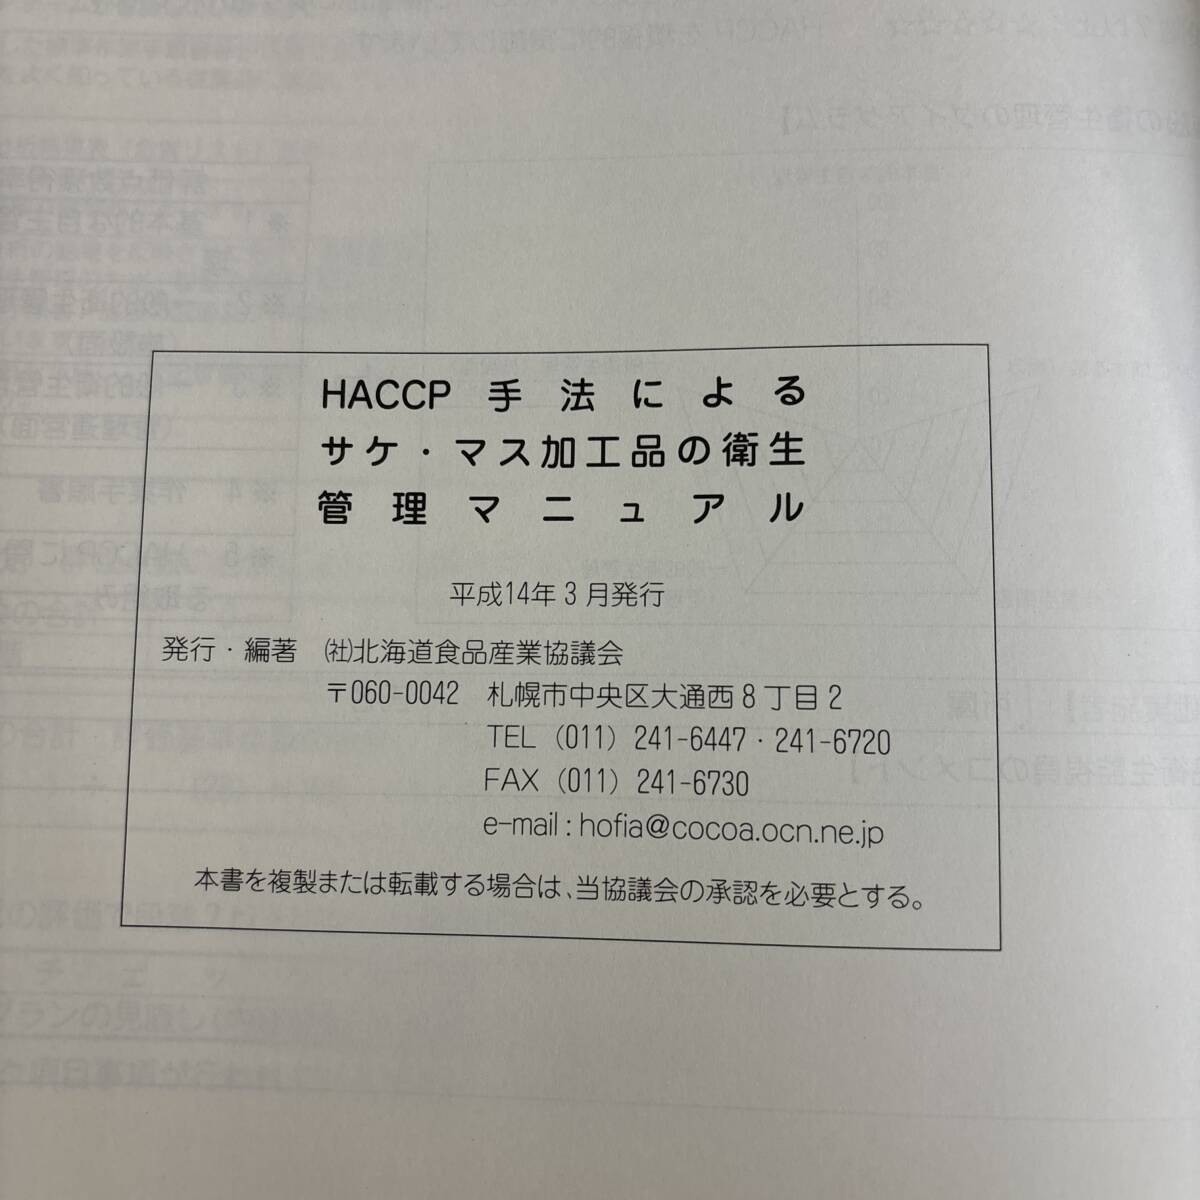 HACCP 手法による
サケ・マス加工品の衛生
管理マニュアル
平成14年3月発行
発行・編著 ㈳北海道食品産業協議会
〒060-0042 札幌市中央区大通西8丁目2
TEL (011) 241-6447・241-6720
FAX (011) 241-6730
e-mail : hofia@cocoa.ocn.ne.jp
本書を複製または転載する場合は、当協議会の承認を必要とする。